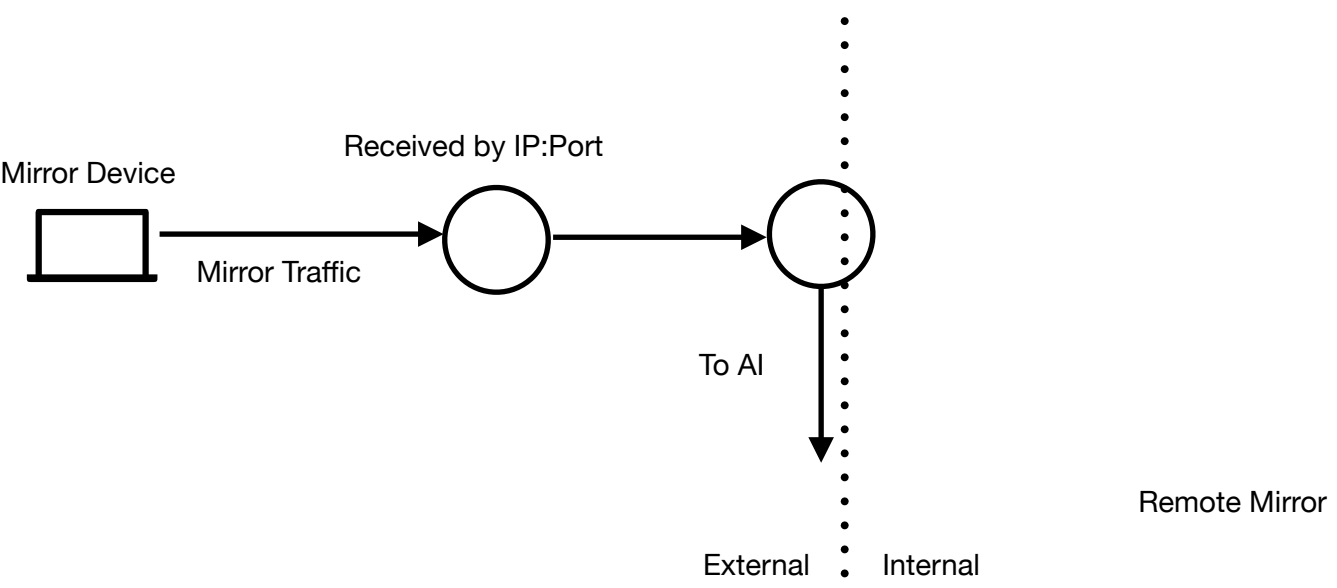 Received by IP:Port
Mirror Device
Mirror Traffic
To AI
Remote Mirror
External
Internal